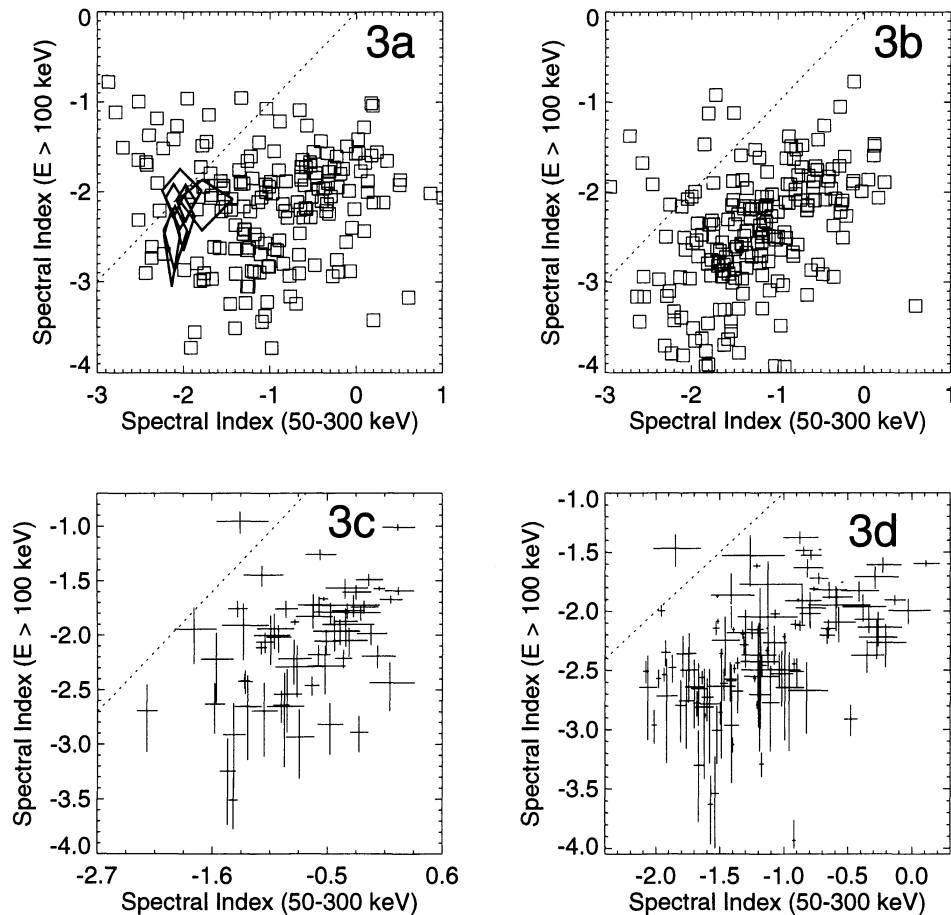 3a
0
-1
-2
-3
-4
Spectral Index (E > 100 keV)
-3 -2 -1 0 1
Spectral Index (50-300 keV)
3b
0
-1
-2
-3
-4
Spectral Index (E > 100 keV)
-3 -2 -1 0 1
Spectral Index (50-300 keV)
3c
-1.0
-1.5
-2.0
-2.5
-3.0
-3.5
-4.0
Spectral Index (E > 100 keV)
-2.7 -1.6 -0.5 0.6
Spectral Index (50-300 keV)
3d
-1.0
-1.5
-2.0
-2.5
-3.0
-3.5
-4.0
Spectral Index (E > 100 keV)
-2.0 -1.5 -1.0 -0.5 0.0
Spectral Index (50-300 keV)